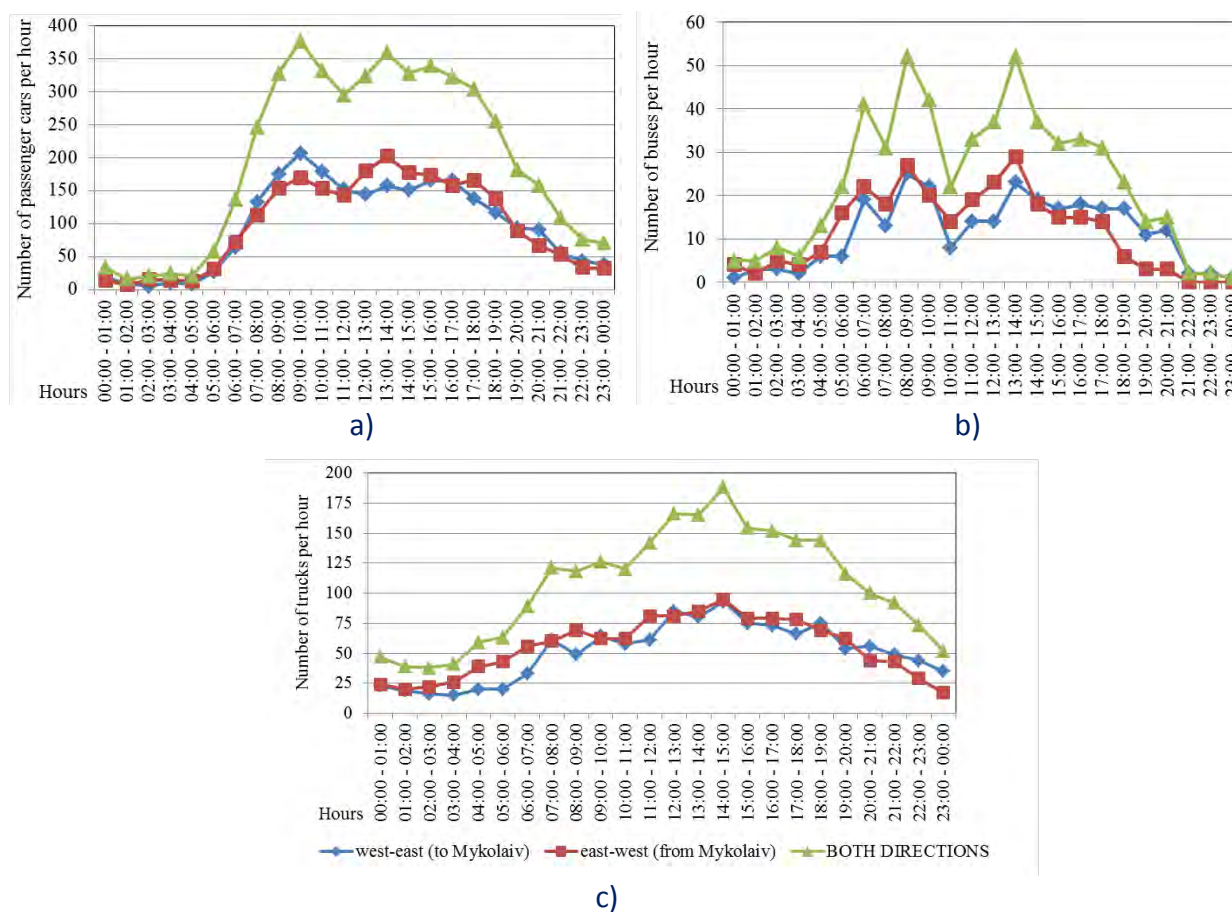 Number of passenger cars per hour
400
350
300
250
200
150
100
50
0
Hours
00:00 - 01:00
01:00 - 02:00
02:00 - 03:00
03:00 - 04:00
04:00 - 05:00
05:00 - 06:00
06:00 - 07:00
07:00 - 08:00
08:00 - 09:00
09:00 - 10:00
10:00 - 11:00
11:00 - 12:00
12:00 - 13:00
13:00 - 14:00
14:00 - 15:00
15:00 - 16:00
16:00 - 17:00
17:00 - 18:00
18:00 - 19:00
19:00 - 20:00
20:00 - 21:00
21:00 - 22:00
22:00 - 23:00
23:00 - 00:00
a)
Number of buses per hour
60
50
40
30
20
10
0
Hours
00:00 - 01:00
01:00 - 02:00
02:00 - 03:00
03:00 - 04:00
04:00 - 05:00
05:00 - 06:00
06:00 - 07:00
07:00 - 08:00
08:00 - 09:00
09:00 - 10:00
10:00 - 11:00
11:00 - 12:00
12:00 - 13:00
13:00 - 14:00
14:00 - 15:00
15:00 - 16:00
16:00 - 17:00
17:00 - 18:00
18:00 - 19:00
19:00 - 20:00
20:00 - 21:00
21:00 - 22:00
22:00 - 23:00
23:00 - 00:00
b)
Number of trucks per hour
200
175
150
125
100
75
50
25
0
Hours
00:00 - 01:00
01:00 - 02:00
02:00 - 03:00
03:00 - 04:00
04:00 - 05:00
05:00 - 06:00
06:00 - 07:00
07:00 - 08:00
08:00 - 09:00
09:00 - 10:00
10:00 - 11:00
11:00 - 12:00
12:00 - 13:00
13:00 - 14:00
14:00 - 15:00
15:00 - 16:00
16:00 - 17:00
17:00 - 18:00
18:00 - 19:00
19:00 - 20:00
20:00 - 21:00
21:00 - 22:00
22:00 - 23:00
23:00 - 00:00
west-east (to Mykolaiv) east-west (from Mykolaiv) BOTH DIRECTIONS
c)